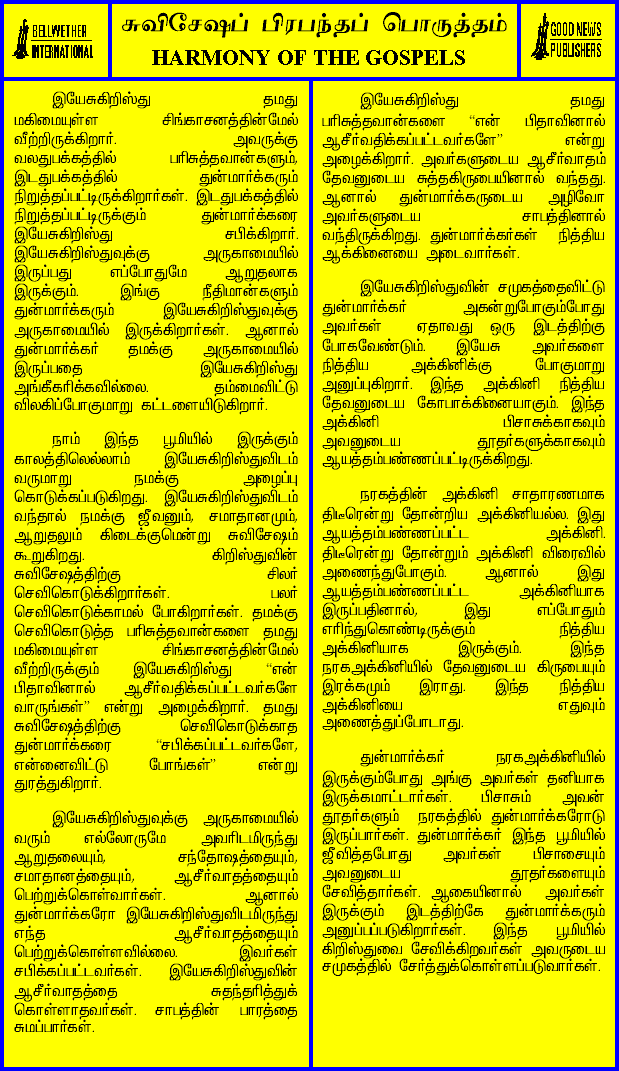 BELLWETHER
INTERNATIONAL
சுவிசேஷப் பிரபந்தப் பொருத்தம்
HARMONY OF THE GOSPELS
GOOD NEWS
PUBLISHERS
இயேசுகிறிஸ்து தமது
மகிமையுள்ள சிங்காசனத்தின்மேல்
வீற்றிருக்கிறார். அவருக்கு
வலதுபக்கத்தில் பரிசுத்தவான்களும்,
இடதுபக்கத்தில் துன்மார்க்கரும்
நிறுத்தப்பட்டிருக்கிறார்கள். இடதுபக்கத்தில்
நிறுத்தப்பட்டிருக்கும் துன்மார்க்கரை
இயேசுகிறிஸ்து சபிக்கிறார்.
இயேசுகிறிஸ்துவுக்கு அருகாமையில்
இருப்பது எப்போதுமே ஆறுதலாக
இருக்கும். இங்கு நீதிமான்களும்
துன்மார்க்கரும் இயேசுகிறிஸ்துவுக்கு
அருகாமையில் இருக்கிறார்கள். ஆனால்
துன்மார்க்கர் தமக்கு அருகாமையில்
இருப்பதை இயேசுகிறிஸ்து
அங்கீகரிக்கவில்லை. தம்மைவிட்டு
விலகிப்போகுமாறு கட்டளையிடுகிறார்.
நாம் இந்த பூமியில் இருக்கும்
காலத்திலெல்லாம் இயேசுகிறிஸ்துவிடம்
வருமாறு நமக்கு அழைப்பு
கொடுக்கப்படுகிறது. இயேசுகிறிஸ்துவிடம்
வந்தால் நமக்கு ஜீவனும், சமாதானமும்,
ஆறுதலும் கிடைக்குமென்று சுவிசேஷம்
கூறுகிறது. கிறிஸ்துவின்
சுவிசேஷத்திற்கு சிலர்
செவிகொடுக்கிறார்கள். பலர்
செவிகொடுக்காமல் போகிறார்கள். தமக்கு
செவிகொடுத்த பரிசுத்தவான்களை தமது
மகிமையுள்ள சிங்காசனத்தின்மேல்
வீற்றிருக்கும் இயேசுகிறிஸ்து “என்
பிதாவினால் ஆசீர்வதிக்கப்பட்டவர்களே
வாருங்கள்” என்று அழைக்கிறார். தமது
சுவிசேஷத்திற்கு செவிகொடுக்காத
துன்மார்க்கரை “சபிக்கப்பட்டவர்களே,
என்னைவிட்டு போங்கள்” என்று
துரத்துகிறார்.
இயேசுகிறிஸ்துவுக்கு அருகாமையில்
வரும் எல்லோருமே அவரிடமிருந்து
ஆறுதலையும், சந்தோஷத்தையும்,
சமாதானத்தையும், ஆசீர்வாதத்தையும்
பெற்றுக்கொள்வார்கள். ஆனால்
துன்மார்க்கரோ இயேசுகிறிஸ்துவிடமிருந்து
எந்த ஆசீர்வாதத்தையும்
பெற்றுக்கொள்ளவில்லை. இவர்கள்
சபிக்கப்பட்டவர்கள். இயேசுகிறிஸ்துவின்
ஆசீர்வாதத்தை சுதந்தரித்துக்
கொள்ளாதவர்கள். சாபத்தின் பாரத்தை
சுமப்பார்கள்.
இயேசுகிறிஸ்து தமது
பரிசுத்தவான்களை “என் பிதாவினால்
ஆசீர்வதிக்கப்பட்டவர்களே” என்று
அழைக்கிறார். அவர்களுடைய ஆசீர்வாதம்
தேவனுடைய சுத்தகிருபையினால் வந்தது.
ஆனால் துன்மார்க்கருடைய அழிவோ
அவர்களுடைய சாபத்தினால்
வந்திருக்கிறது. துன்மார்கர்கள் நித்திய
ஆக்கினையை அடைவார்கள்.
இயேசுகிறிஸ்துவின் சமுகத்தைவிட்டு
துன்மார்க்கர் அகன்றுபோகும்போது
அவர்கள் ஏதாவது ஒரு இடத்திற்கு
போகவேண்டும். இயேசு அவர்களை
நித்திய அக்கினிக்கு போகுமாறு
அனுப்புகிறார். இந்த அக்கினி நித்திய
தேவனுடைய கோபாக்கினையாகும். இந்த
அக்கினி பிசாசுக்காகவும்
அவனுடைய தூதர்களுக்காகவும்
ஆயத்தம்பண்ணப்பட்டிருக்கிறது.
நரகத்தின் அக்கினி சாதாரணமாக
திடீரென்று தோன்றிய அக்கினியல்ல. இது
ஆயத்தம்பண்ணப்பட்ட அக்கினி.
திடீரென்று தோன்றும் அக்கினி விரைவில்
அணைந்துபோகும். ஆனால் இது
ஆயத்தம்பண்ணப்பட்ட அக்கினியாக
இருப்பதினால், இது எப்போதும்
எரிந்துகொண்டிருக்கும் நித்திய
அக்கினியாக இருக்கும். இந்த
நரகஅக்கினியில் தேவனுடைய கிருபையும்
இரக்கமும் இராது. இந்த நித்திய
அக்கினியை எதுவும்
அணைத்துப்போடாது.
துன்மார்க்கர் நரகஅக்கினியில்
இருக்கும்போது அங்கு அவர்கள் தனியாக
இருக்கமாட்டார்கள். பிசாசும் அவன்
தூதர்களும் நரகத்தில் துன்மார்க்கரோடு
இருப்பார்கள். துன்மார்க்கர் இந்த பூமியில்
ஜீவித்தபோது அவர்கள் பிசாசையும்
அவனுடைய தூதர்களையும்
சேவித்தார்கள். ஆகையினால் அவர்கள்
இருக்கும் இடத்திற்கே துன்மார்க்கரும்
அனுப்பப்படுகிறார்கள். இந்த பூமியில்
கிறிஸ்துவை சேவிக்கிறவர்கள் அவருடைய
சமுகத்தில் சேர்த்துக்கொள்ளப்படுவார்கள்.